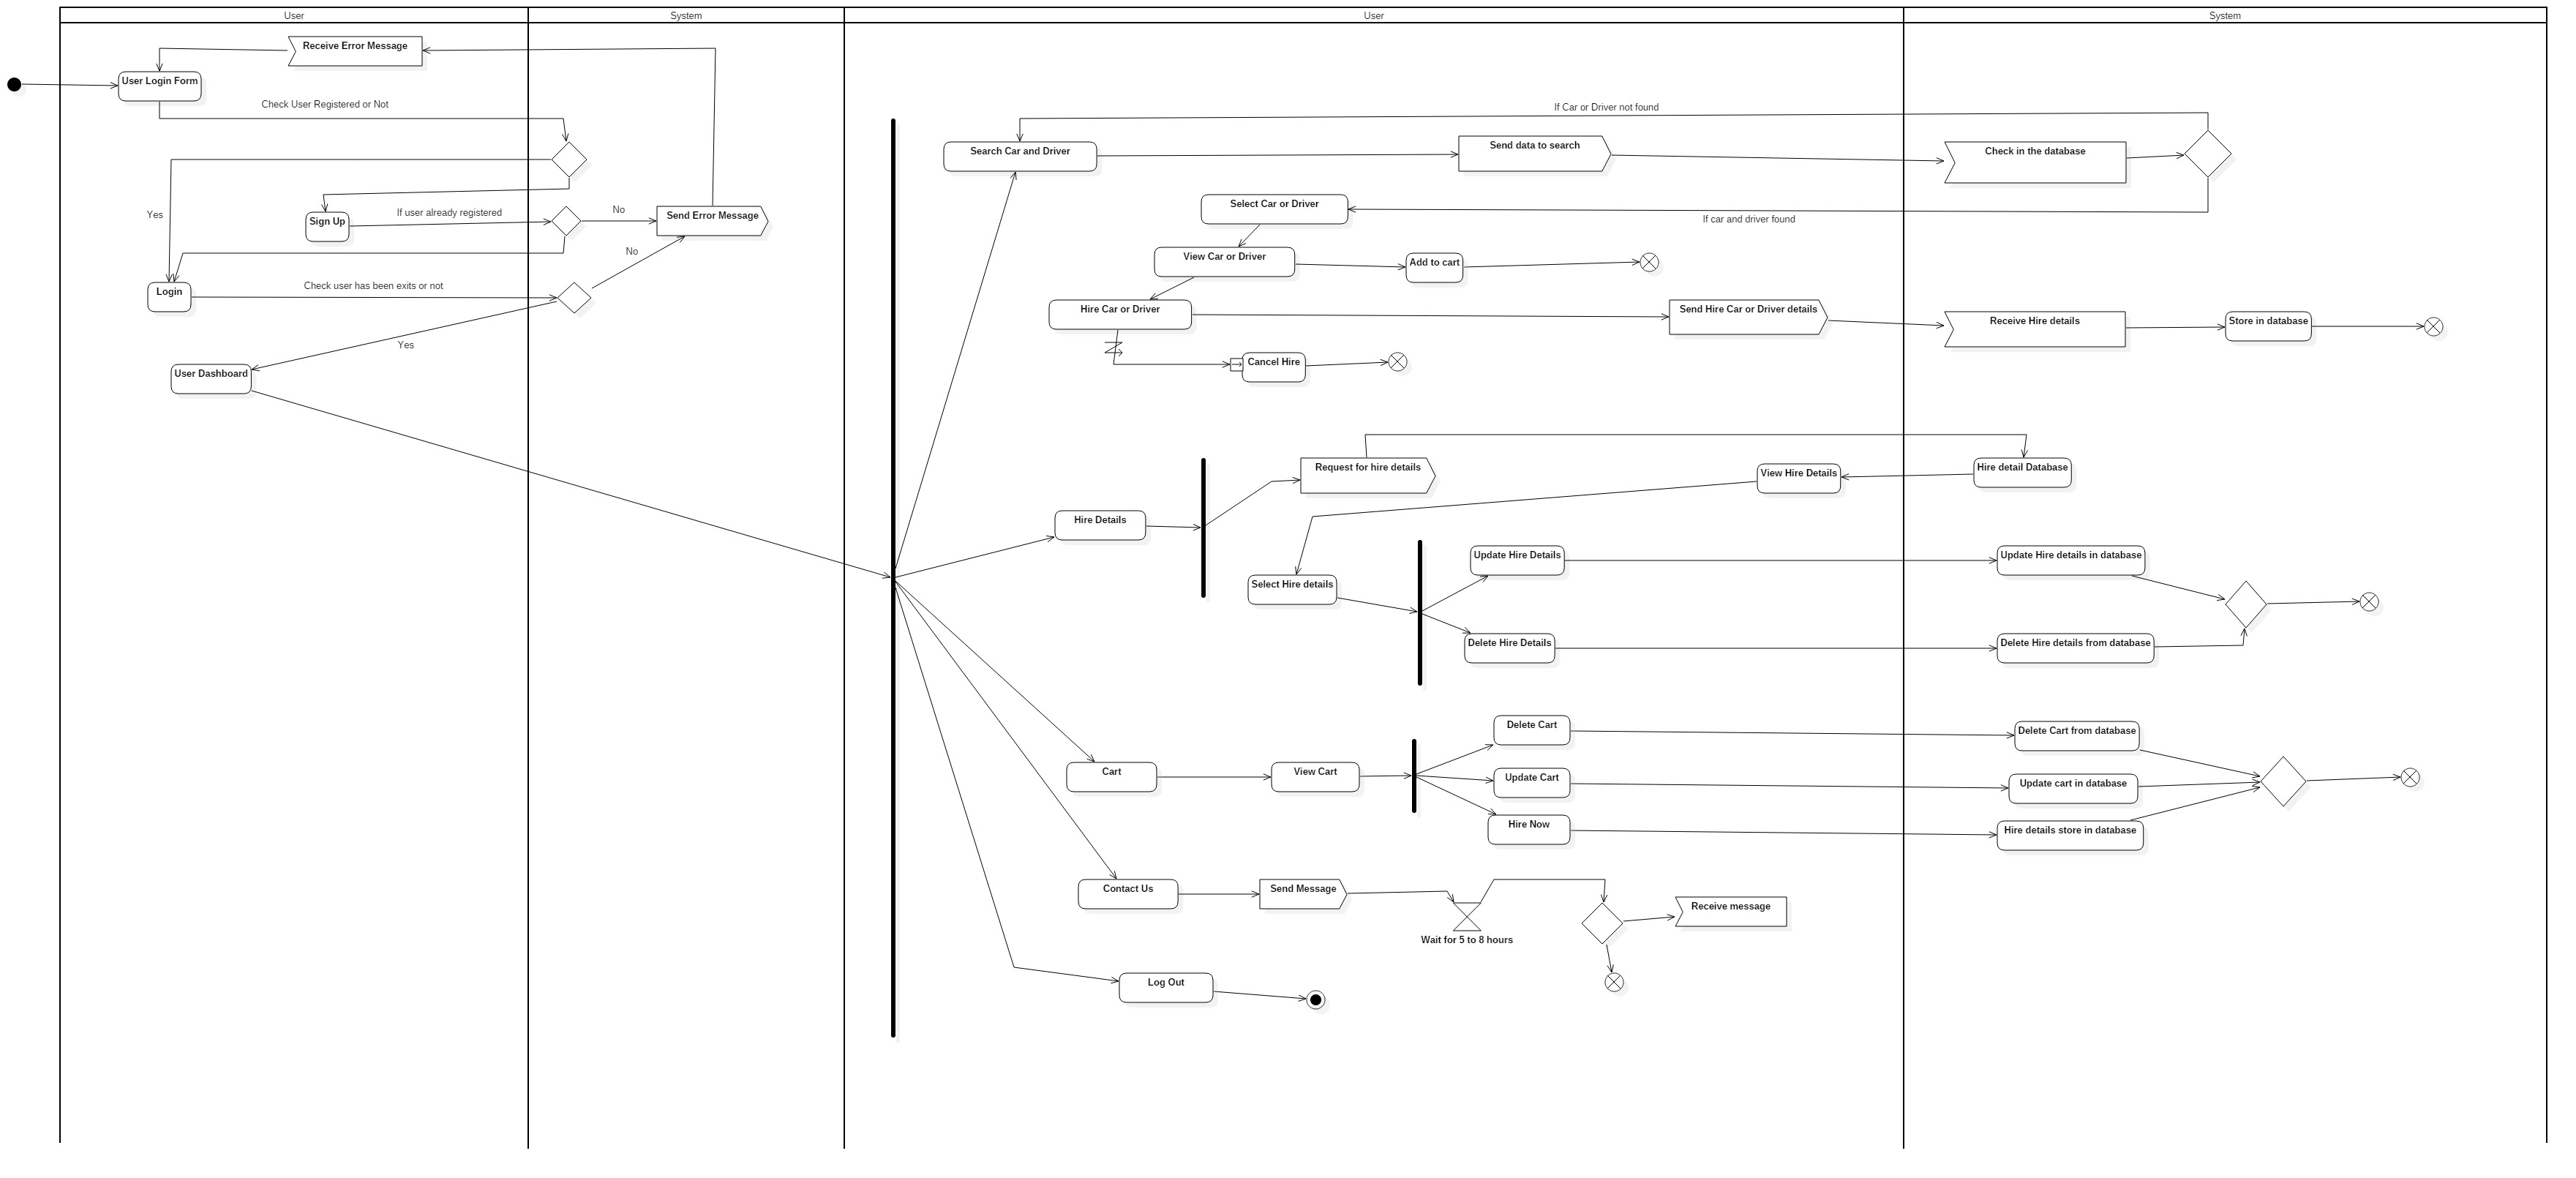 User
System
User
System
Receive Error Message
User Login Form
Check User Registered or Not
Yes
Sign Up
If user already registered
No
Send Error Message
No
Login
Check user has been exits or not
Yes
User Dashboard
If Car or Driver not found
Search Car and Driver
Send data to search
Check in the database
Select Car or Driver
If car and driver found
View Car or Driver
Add to cart
Hire Car or Driver
Send Hire Car or Driver details
Receive Hire details
Store in database
Cancel Hire
Request for hire details
View Hire Details
Hire detail Database
Hire Details
Select Hire details
Update Hire Details
Update Hire details in database
Delete Hire Details
Delete Hire details from database
Delete Cart
Delete Cart from database
Cart
View Cart
Update Cart
Update cart in database
Hire Now
Hire details store in database
Contact Us
Send Message
Wait for 5 to 8 hours
Receive message
Log Out